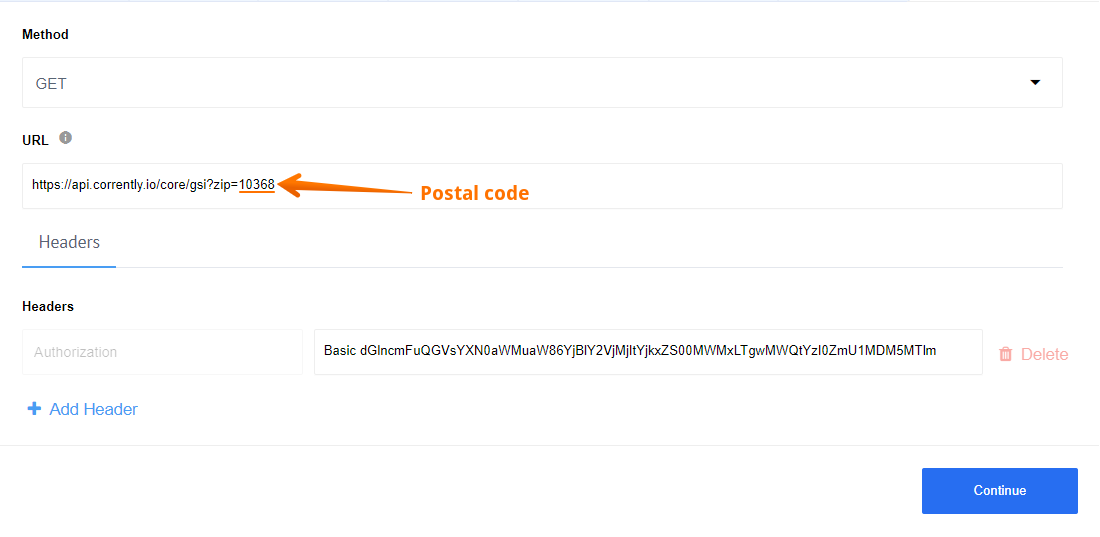 Method
GET
URL
https://api.corrently.io/core/gsi?zip=10368
Postal code
Headers
Headers
Authorization
Basic dGlncmFuQGVsYXN0aWMuaW86YjBlY2VjMjItYjkxZS00MWMxLTgwMWQtYzI0ZmU1MDM5MTlm
Delete
Add Header
Continue